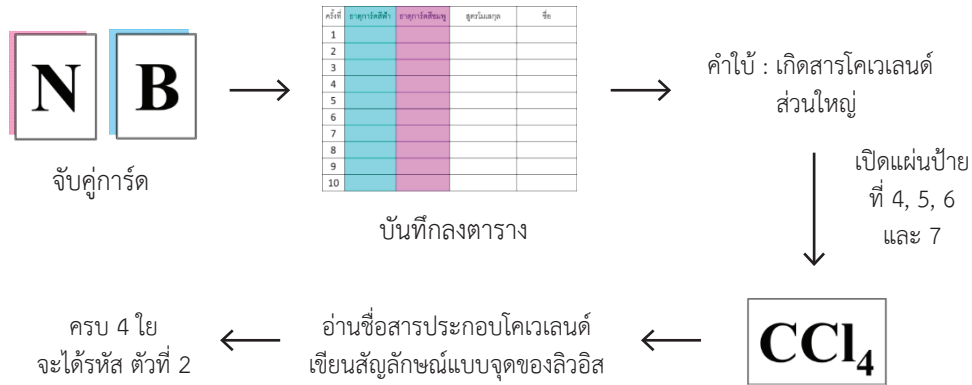 N B
จับคู่การ์ด
ครั้งที่ ธาตุการ์ดสีฟ้า ธาตุการ์ดสีชมพู สูตรโมเลกุล ชื่อ
1
2
3
4
5
6
7
8
9
10
บันทึกลงตาราง
คำใบ้ : เกิดสารโคเวเลนต์
ส่วนใหญ่
เปิดแผ่นป้าย
ที่ 4, 5, 6
และ 7
CCl₄
อ่านชื่อสารประกอบโคเวเลนต์
เขียนสัญลักษณ์แบบจุดของลิวอิส
ครบ 4 ใย
จะได้รหัส ตัวที่ 2